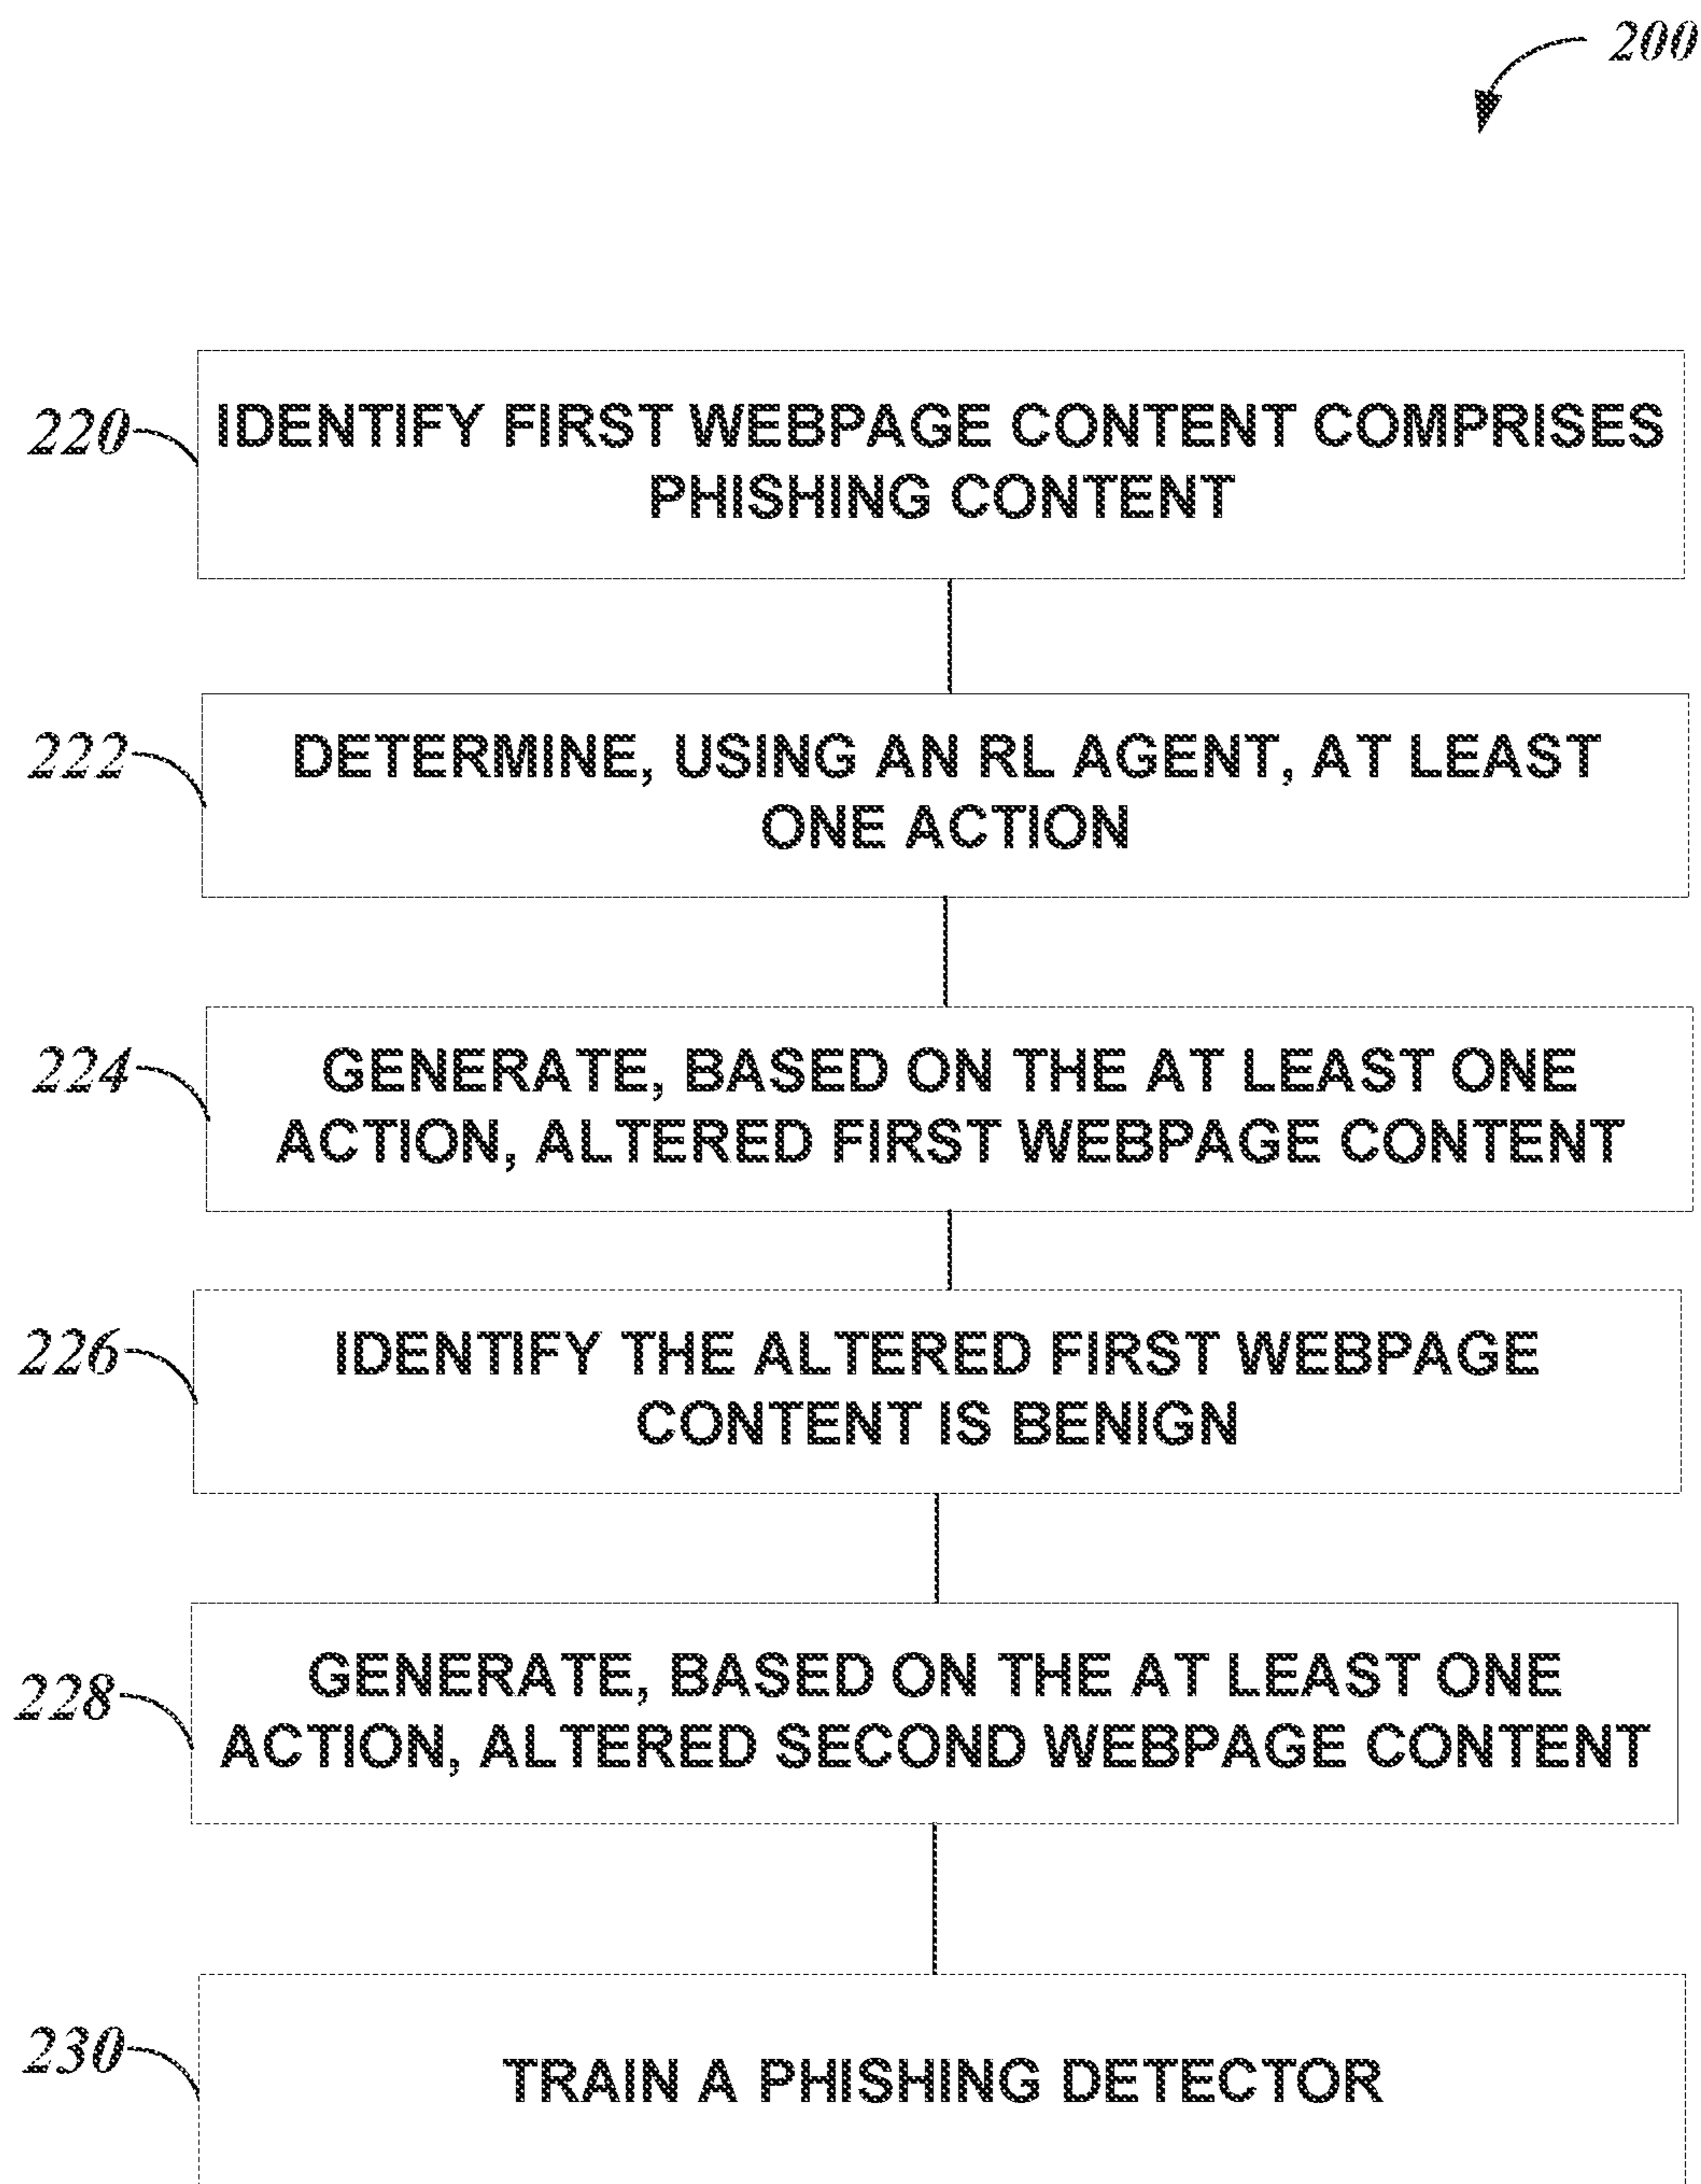 200
220
IDENTIFY FIRST WEBPAGE CONTENT COMPRISES
PHISHING CONTENT
222
DETERMINE, USING AN RL AGENT, AT LEAST
ONE ACTION
224
GENERATE, BASED ON THE AT LEAST ONE
ACTION, ALTERED FIRST WEBPAGE CONTENT
226
IDENTIFY THE ALTERED FIRST WEBPAGE
CONTENT IS BENIGN
228
GENERATE, BASED ON THE AT LEAST ONE
ACTION, ALTERED SECOND WEBPAGE CONTENT
230
TRAIN A PHISHING DETECTOR